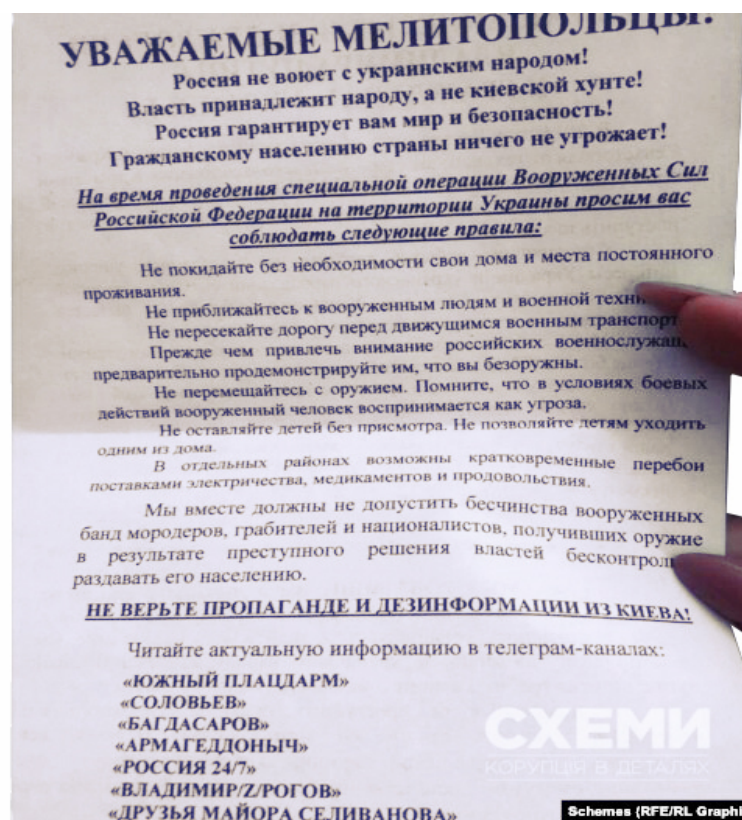 УВАЖАЕМЫЕ МЕЛИТОПОЛЬЦЫ!
Россия не воюет с украинским народом!
Власть принадлежит народу, а не киевской хунте!
Россия гарантирует вам мир и безопасность!
Гражданскому населению страны ничего не угрожает!
На время проведения специальной операции Вооруженных Сил
Российской Федерации на территории Украины просим вас
соблюдать следующие правила:
Не покидайте без необходимости свои дома и места постоянного
проживания.
Не приближайтесь к вооруженным людям и военной
Не пересекайте дорогу перед движущимся военным
Прежде чем привлечь внимание российских
предварительно продемонстрируйте им, что вы безоружны.
Не перемещайтесь с оружием. Помните, что в условиях боевых
действий вооруженный человек воспринимается как угроза.
Не оставляйте детей без присмотра. Не позволяйте детям уходить
одним из дома.
В отдельных районах возможны кратковременные перебои
поставками электричества, медикаментов и продовольствия.
Мы вместе должны не допустить бесчинства вооруженных
банд мородеров, грабителей и националистов, получивших оружие
в результате преступного решения властей
раздавать его населению.
НЕ ВЕРЬТЕ ПРОПАГАНДЕ И ДЕЗИНФОРМАЦИИ ИЗ КИЕВА!
Читайте актуальную информацию в телеграм-каналах:
«ЮЖНЫЙ ПЛАЦДАРМ»
«СОЛОВЬЕВ»
«БАГДАСАРОВ»
«АРМАГЕДДОНЫЧ»
«РОССИЯ 24/7»
«ВЛАДИМИР/Z/РОГОВ»
«ДРУЗЬЯ МАЙОРА СЕЛИВАНОВА»
СХЕМИ
КОРУПЦІЯ В ДЕТАЛЯХ
Schemes (RFE/RL Graphi